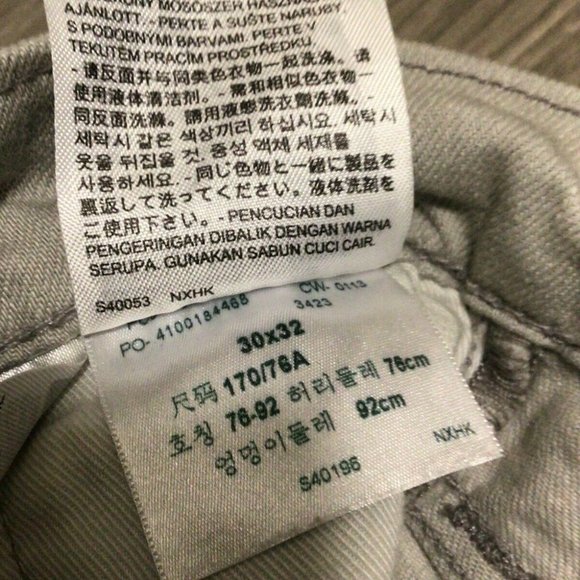 AJÁNLOTT. - PERTE A SUŠTE NARUBY
S PODOBNÝMI BARVAMI. PERTE V
TEKUTÉM PRACÍM PROSTŘEDKU.
- 请反面并与同类色衣物一起洗涤。请
使用液体清洁剂。- 需和相似色衣物一
同反面洗滌。請用液態洗衣劑洗滌. -
세탁시 같은 색상끼리 하십시요. 세탁시
옷을 뒤집을 것. 중성 액체 세제를
사용하세요. - 同じ色物と一緒に製品を
裏返して洗ってください。液体洗剤を
ご使用下さい。- PENCUCIAN DAN
PENGERINGAN DIBALIK DENGAN WARNA
SERUPA. GUNAKAN SABUN CUCI CAIR.
S40053 NXHK
CW- 0113
PO- 4100184468 3423
30x32
尺码 170/76A
호칭 76-92 허리둘레 76cm
엉덩이둘레 92cm
S40196 NXHK